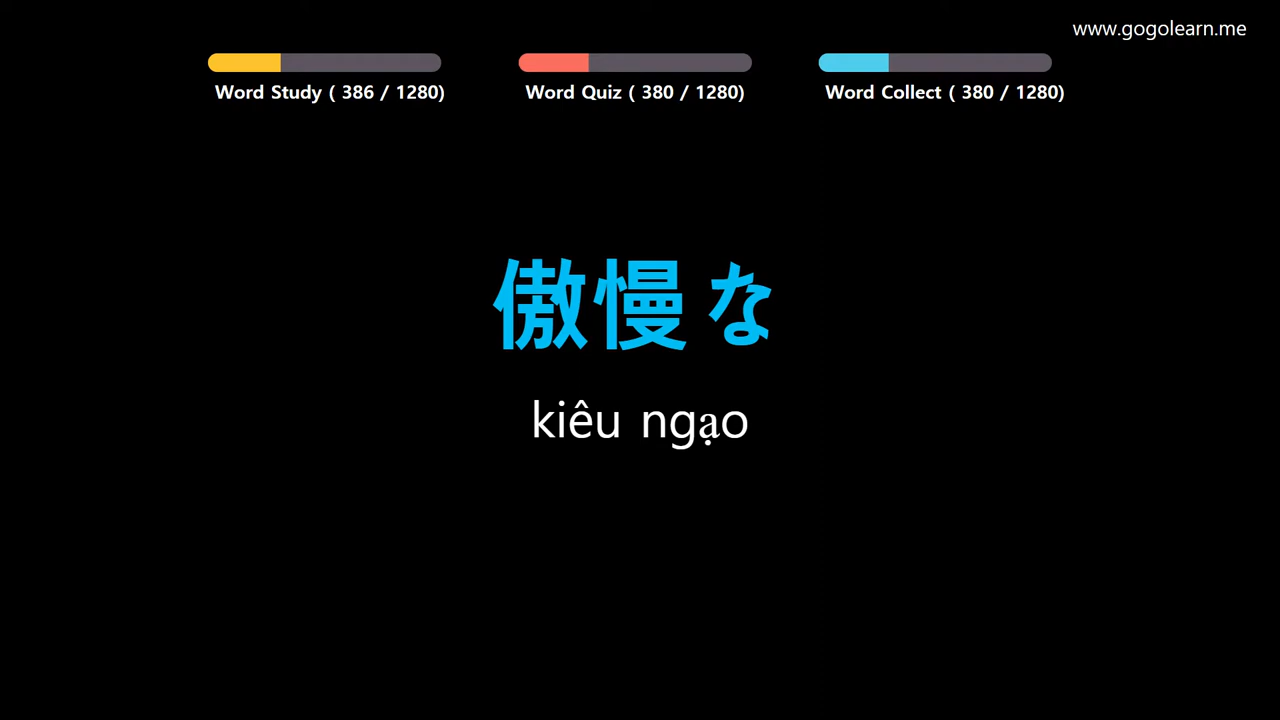 www.gogolearn.me
Word Study ( 386 / 1280)
Word Quiz ( 380 / 1280)
Word Collect ( 380 / 1280)
傲慢な
kiêu ngạo